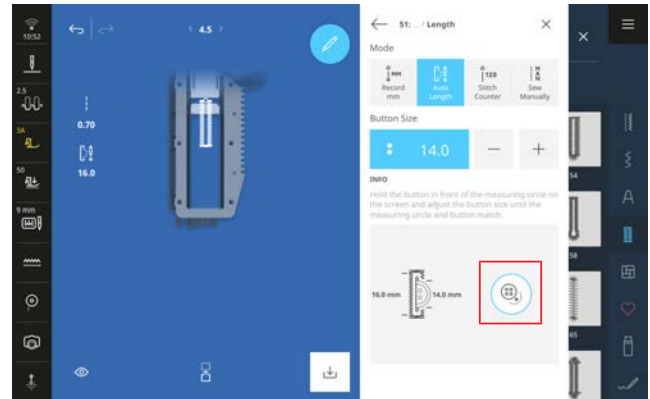 10:52
2.5
3A
50
9 mm
4.5
0.70
16.0
51: ... / Length
Mode
MM
Record
mm
Auto
Length
123
Stitch
Counter
MAN
Sew
Manually
Button Size
14.0
INFO
Hold the button in front of the measuring circle on
the screen and adjust the button size until the
measuring circle and button match.
16.0 mm
14.0 mm
54
58
65
A